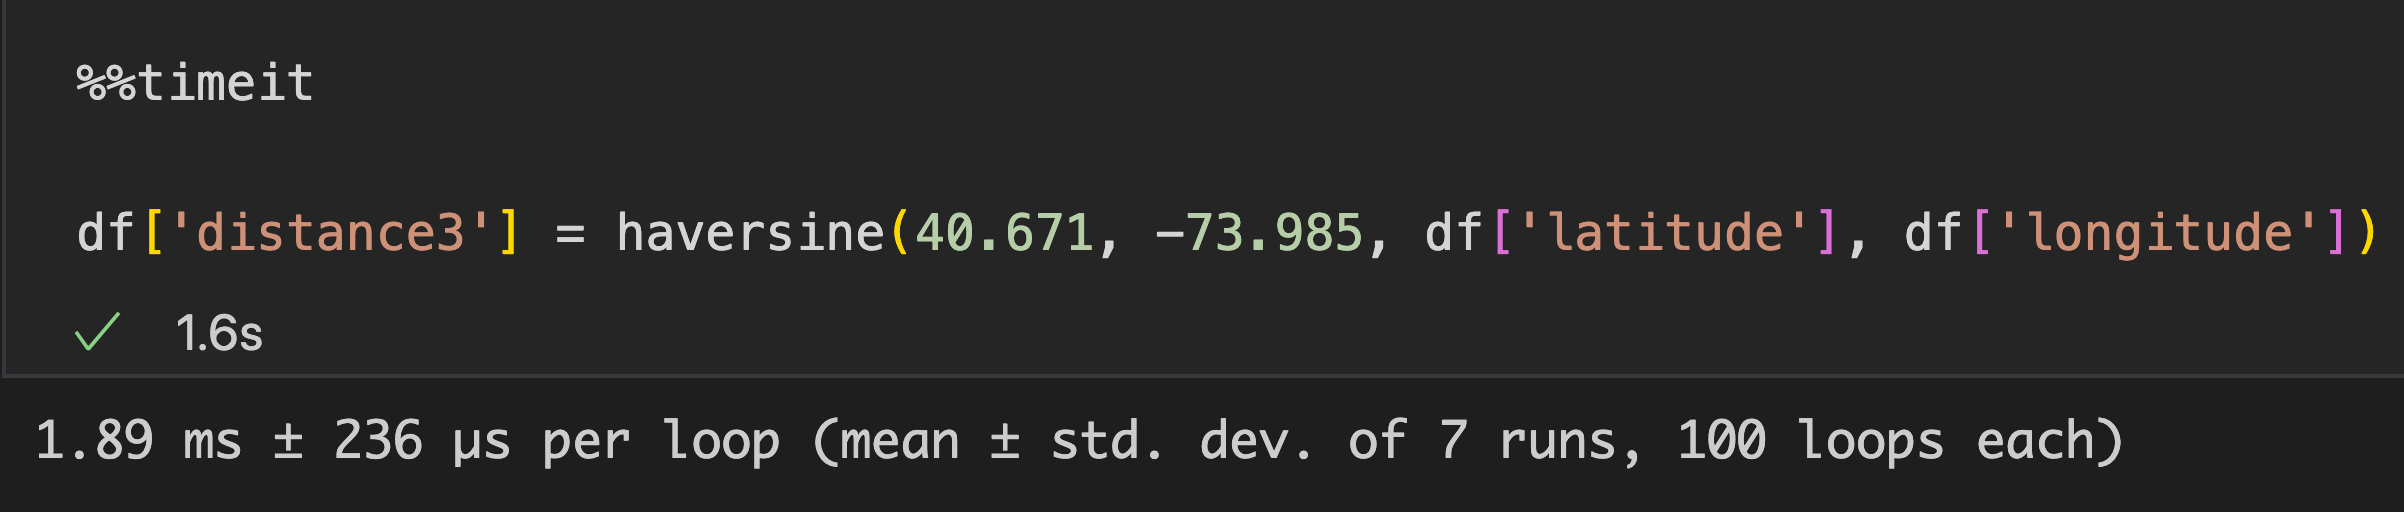 %%timeit
df['distance3'] = haversine(40.671, -73.985, df['latitude'], df['longitude'])
✓ 1.6s
1.89 ms ± 236 µs per loop (mean ± std. dev. of 7 runs, 100 loops each)